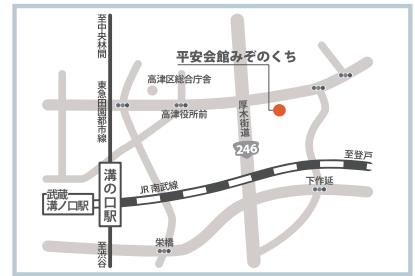 至中央林間
平安会館みぞのくち
高津区総合庁舎
東急田園都市線
高津役所前
厚木街道
246
至登戸
溝の口駅
JR 南武線
下作延
武蔵
溝ノ口駅
至渋谷
栄橋